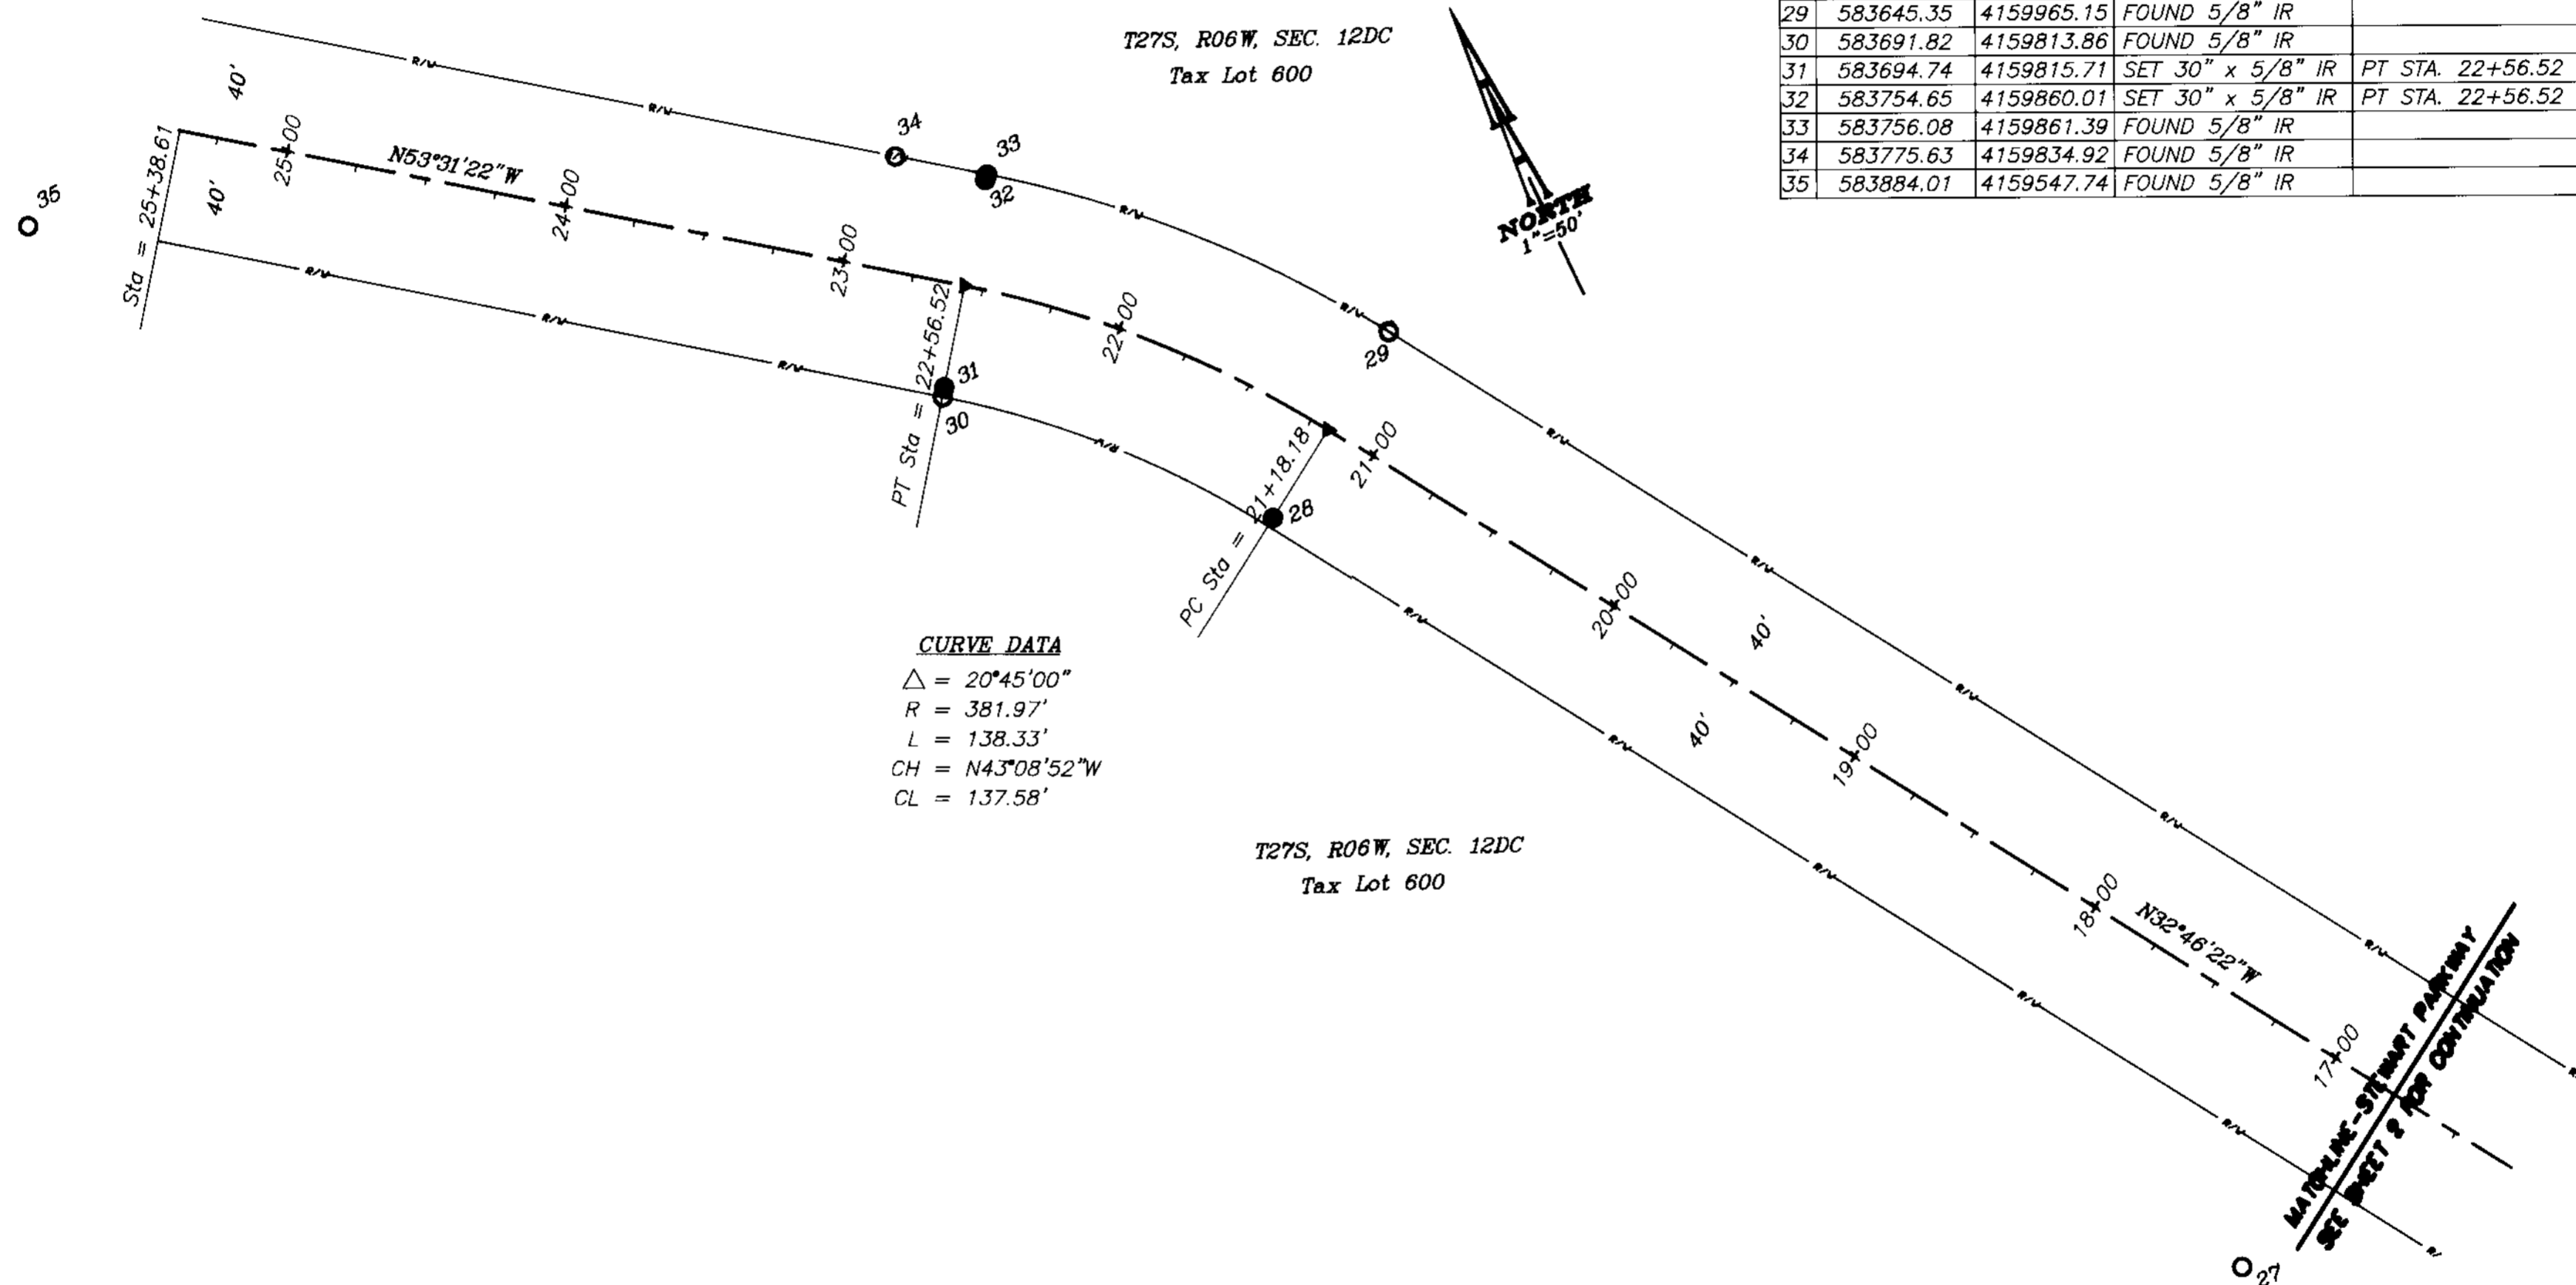 29 583645.35 4159965.15 FOUND 5/8" IR
30 583691.82 4159813.86 FOUND 5/8" IR
31 583694.74 4159815.71 SET 30" x 5/8" IR PT STA. 22+56.52
32 583754.65 4159860.01 SET 30" x 5/8" IR PT STA. 22+56.52
33 583756.08 4159861.39 FOUND 5/8" IR
34 583775.63 4159834.92 FOUND 5/8" IR
35 583884.01 4159547.74 FOUND 5/8" IR
T27S, R06W, SEC. 12DC
Tax Lot 600
NORTH
1"=50'
R/W
R/W
40'
40'
Sta = 25+38.61
35
25+00
N53°31'22"W
24+00
23+00
34
33
32
R/W
R/W
29
R/W
R/W
R/W
PT Sta = 22+56.52
31
30
22+00
R/W
PC Sta = 21+18.18
28
21+00
20+00
19+00
18+00
17+00
40'
40'
N32°46'22"W
R/W
R/W
R/W
R/W
R/W
R/W
R/W
R/W
R/W
R/W
CURVE DATA
△ = 20°45'00"
R = 381.97'
L = 138.33'
CH = N43°08'52"W
CL = 137.58'
T27S, R06W, SEC. 12DC
Tax Lot 600
MATCHLINE-STEWART PARKWAY
SEE SHEET 2 FOR CONTINUATION
27